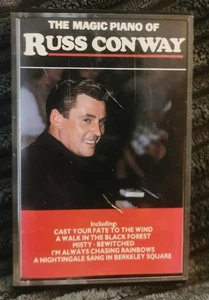 THE MAGIC PIANO OF
RUSS CONWAY
Including:
CAST YOUR FATE TO THE WIND
A WALK IN THE BLACK FOREST
MISTY - BEWITCHED
I'M ALWAYS CHASING RAINBOWS
A NIGHTINGALE SANG IN BERKELEY SQUARE